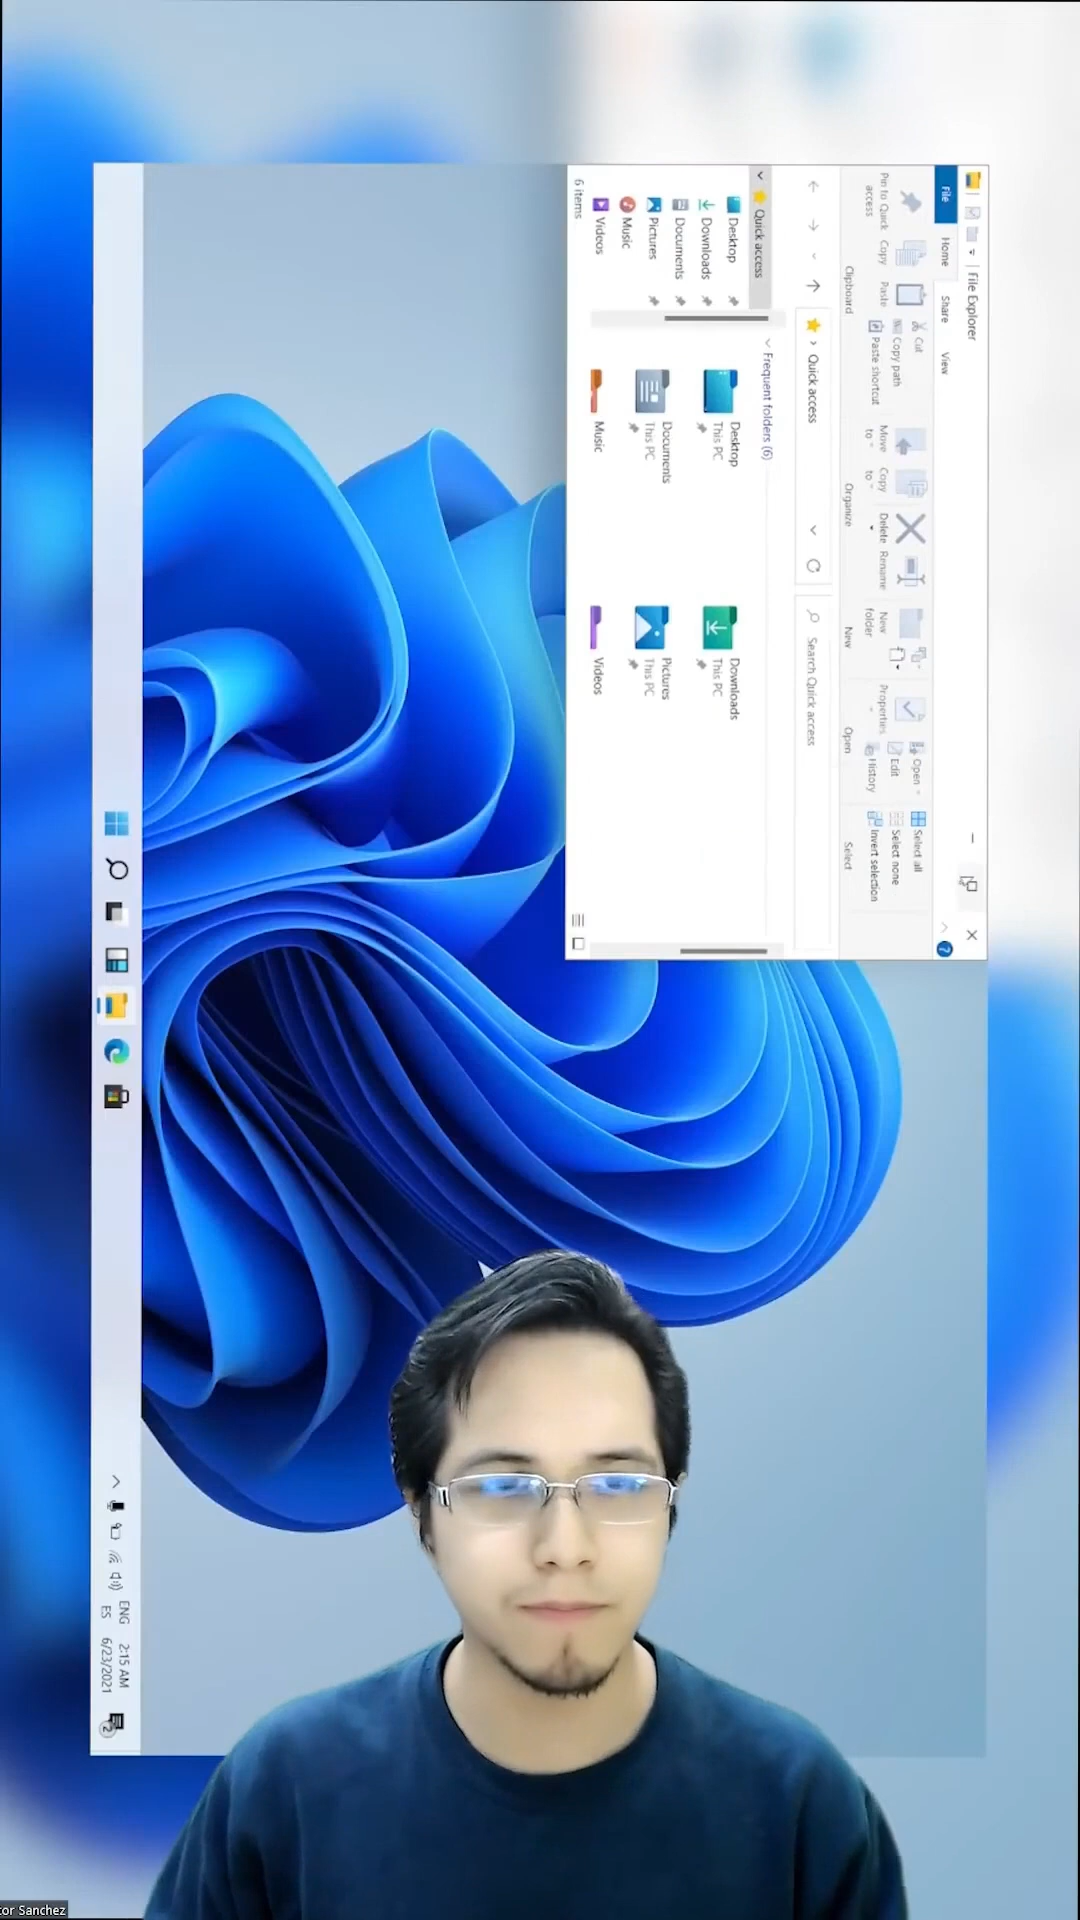 File Explorer
File Home Share View
Pin to Quick access
Copy
Paste
Cut
Copy path
Paste shortcut
Clipboard
Move to
Copy to
Delete
Rename
Organize
New folder
New
Properties
Open
Edit
History
Open
Select all
Select none
Invert selection
Select
Quick access
Search Quick access
Quick access
Desktop
Downloads
Documents
Pictures
Music
Videos
Frequent folders (6)
Desktop
This PC
Downloads
This PC
Documents
This PC
Pictures
This PC
Music
Videos
6 items
ENG
ES
2:15 AM
6/23/2021
2
tor Sanchez